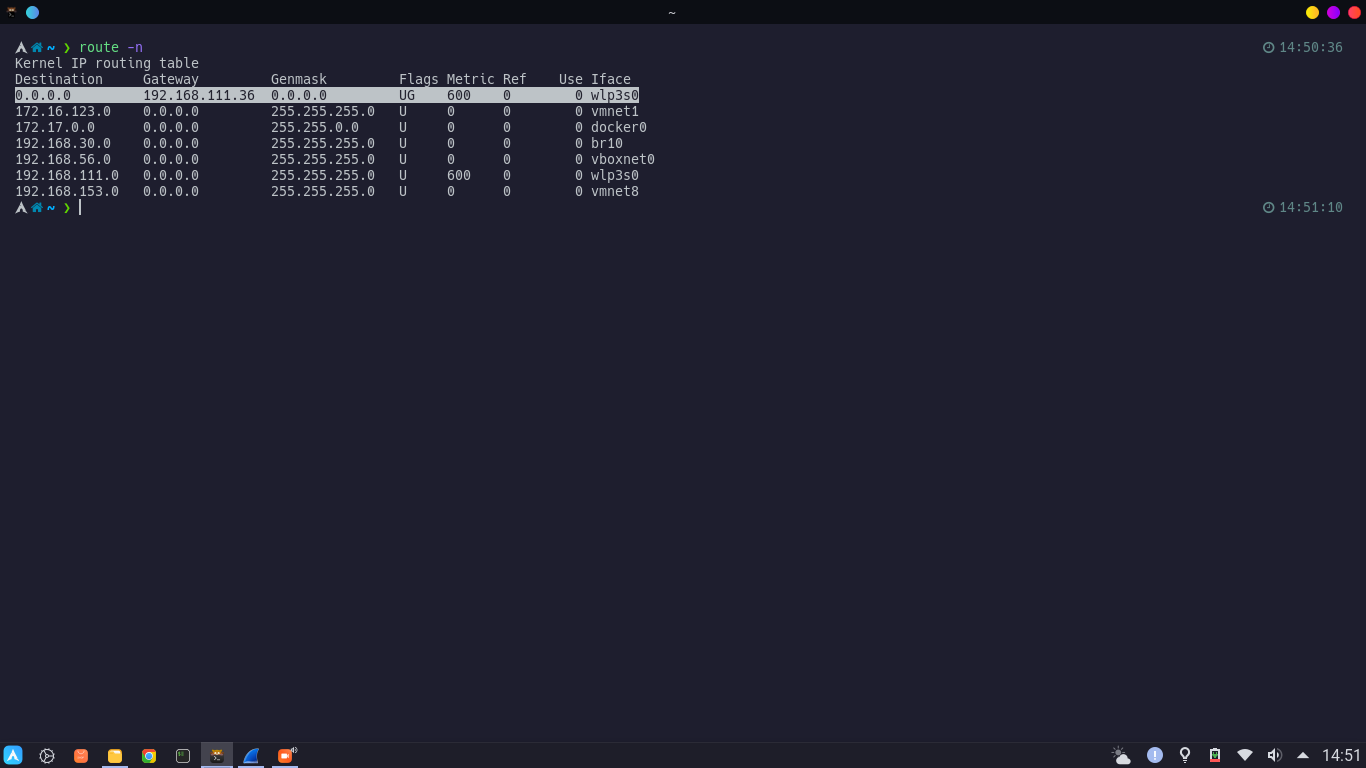 ~
~ ❯ route -n 14:50:36
Kernel IP routing table
Destination     Gateway         Genmask         Flags Metric Ref    Use Iface
0.0.0.0         192.168.111.36  0.0.0.0         UG    600    0        0 wlp3s0
172.16.123.0    0.0.0.0         255.255.255.0   U     0      0        0 vmnet1
172.17.0.0      0.0.0.0         255.255.0.0     U     0      0        0 docker0
192.168.30.0    0.0.0.0         255.255.255.0   U     0      0        0 br10
192.168.56.0    0.0.0.0         255.255.255.0   U     0      0        0 vboxnet0
192.168.111.0   0.0.0.0         255.255.255.0   U     600    0        0 wlp3s0
192.168.153.0   0.0.0.0         255.255.255.0   U     0      0        0 vmnet8
~ ❯ 14:51:10
14:51